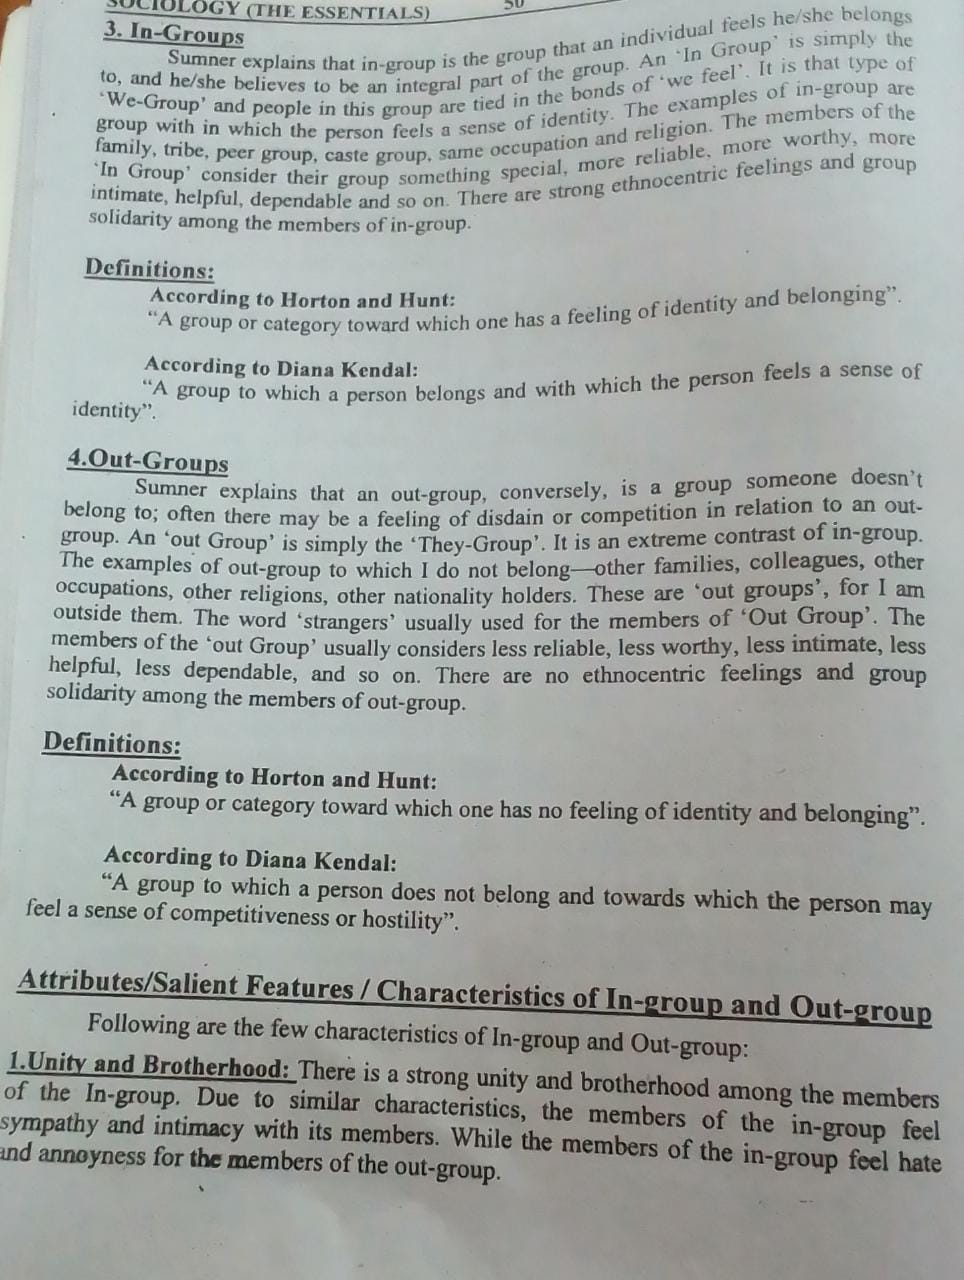 SOCIOLOGY (THE ESSENTIALS) 50
3. In-Groups
Sumner explains that in-group is the group that an individual feels he/she belongs
to, and he/she believes to be an integral part of the group. An 'In Group' is simply the
'We-Group' and people in this group are tied in the bonds of 'we feel'. It is that type of
group with in which the person feels a sense of identity. The examples of in-group are
family, tribe, peer group, caste group, same occupation and religion. The members of the
'In Group' consider their group something special, more reliable, more worthy, more
intimate, helpful, dependable and so on. There are strong ethnocentric feelings and group
solidarity among the members of in-group.
Definitions:
According to Horton and Hunt:
"A group or category toward which one has a feeling of identity and belonging".
According to Diana Kendal:
"A group to which a person belongs and with which the person feels a sense of
identity".
4.Out-Groups
Sumner explains that an out-group, conversely, is a group someone doesn't
belong to; often there may be a feeling of disdain or competition in relation to an out-
group. An 'out Group' is simply the 'They-Group'. It is an extreme contrast of in-group.
The examples of out-group to which I do not belong—other families, colleagues, other
occupations, other religions, other nationality holders. These are 'out groups', for I am
outside them. The word 'strangers' usually used for the members of 'Out Group'. The
members of the 'out Group' usually considers less reliable, less worthy, less intimate, less
helpful, less dependable, and so on. There are no ethnocentric feelings and group
solidarity among the members of out-group.
Definitions:
According to Horton and Hunt:
"A group or category toward which one has no feeling of identity and belonging".
According to Diana Kendal:
"A group to which a person does not belong and towards which the person may
feel a sense of competitiveness or hostility".
Attributes/Salient Features / Characteristics of In-group and Out-group
Following are the few characteristics of In-group and Out-group:
1.Unity and Brotherhood: There is a strong unity and brotherhood among the members
of the In-group. Due to similar characteristics, the members of the in-group feel
sympathy and intimacy with its members. While the members of the in-group feel hate
and annoyness for the members of the out-group.